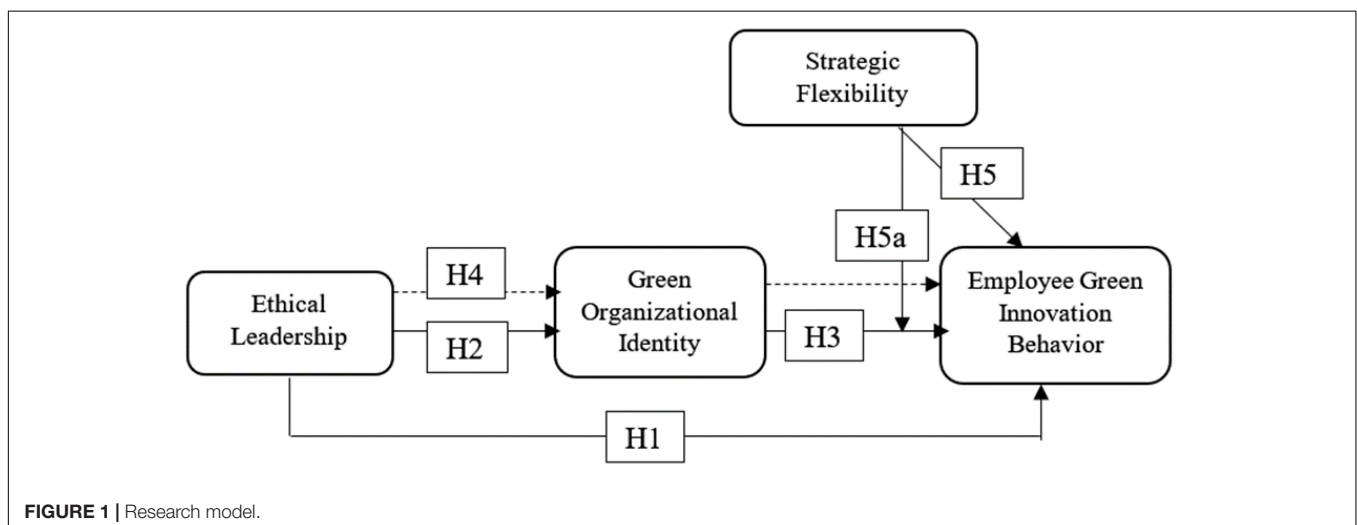 Strategic
Flexibility
H5
H5a
H4
Ethical
Leadership
H2
Green
Organizational
Identity
H3
Employee Green
Innovation
Behavior
H1
FIGURE 1 | Research model.